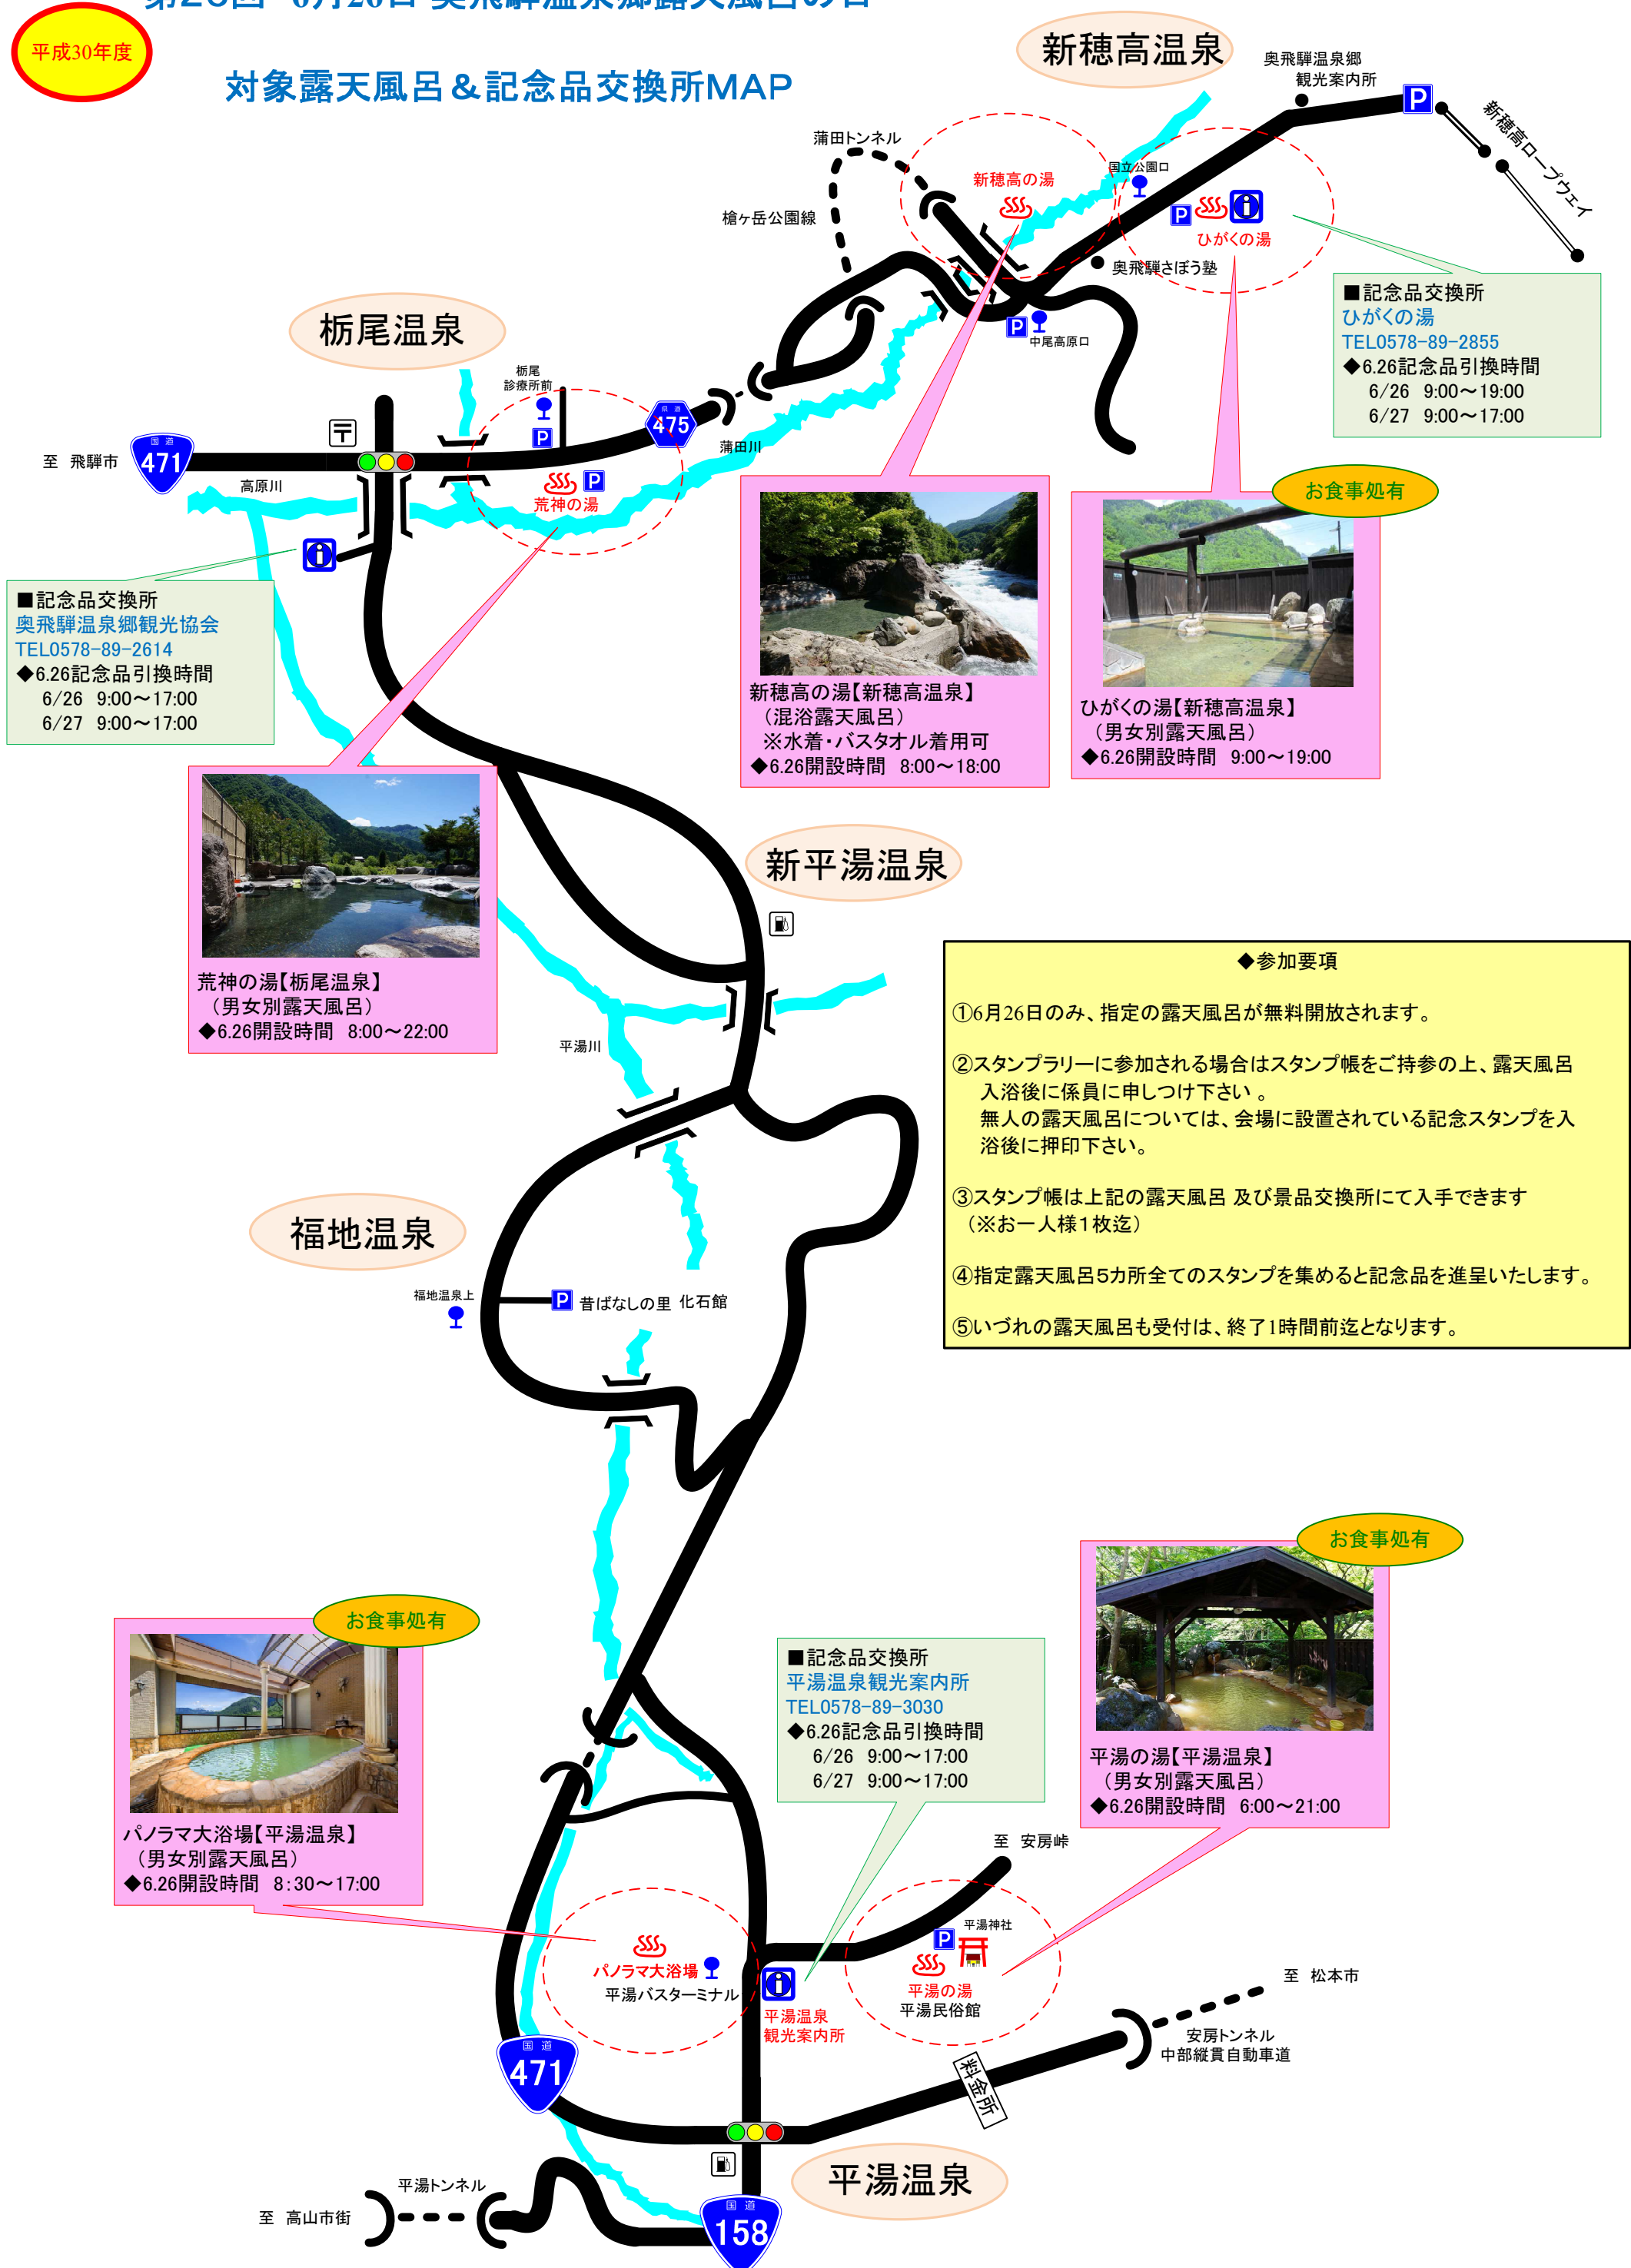 平成30年度
対象露天風呂＆記念品交換所MAP
新穂高温泉
奥飛騨温泉郷
観光案内所
P
新穂高ロープウェイ
蒲田トンネル
新穂高の湯
国立公園口
P
ひがくの湯
槍ヶ岳公園線
奥飛騨さぼう塾
■記念品交換所
ひがくの湯
TEL0578-89-2855
◆6.26記念品引換時間
6/26 9:00～19:00
6/27 9:00～17:00
P
中尾高原口
栃尾温泉
栃尾
診療所前
P
県道
475
蒲田川
至 飛騨市
国道
471
高原川
P
荒神の湯
お食事処有
■記念品交換所
奥飛騨温泉郷観光協会
TEL0578-89-2614
◆6.26記念品引換時間
6/26 9:00～17:00
6/27 9:00～17:00
新穂高の湯【新穂高温泉】
（混浴露天風呂）
※水着・バスタオル着用可
◆6.26開設時間 8:00～18:00
ひがくの湯【新穂高温泉】
（男女別露天風呂）
◆6.26開設時間 9:00～19:00
荒神の湯【栃尾温泉】
（男女別露天風呂）
◆6.26開設時間 8:00～22:00
新平湯温泉
平湯川
◆参加要項
①6月26日のみ、指定の露天風呂が無料開放されます。
②スタンプラリーに参加される場合はスタンプ帳をご持参の上、露天風呂
入浴後に係員に申しつけ下さい 。
無人の露天風呂については、会場に設置されている記念スタンプを入
浴後に押印下さい。
③スタンプ帳は上記の露天風呂 及び景品交換所にて入手できます
（※お一人様１枚迄）
④指定露天風呂５カ所全てのスタンプを集めると記念品を進呈いたします。
⑤いづれの露天風呂も受付は、終了1時間前迄となります。
福地温泉
福地温泉上
P
昔ばなしの里 化石館
お食事処有
お食事処有
パノラマ大浴場【平湯温泉】
（男女別露天風呂）
◆6.26開設時間 8：30～17:00
■記念品交換所
平湯温泉観光案内所
TEL0578-89-3030
◆6.26記念品引換時間
6/26 9:00～17:00
6/27 9:00～17:00
平湯の湯【平湯温泉】
（男女別露天風呂）
◆6.26開設時間 6:00～21:00
至 安房峠
パノラマ大浴場
平湯バスターミナル
平湯温泉
観光案内所
P
平湯神社
平湯の湯
平湯民俗館
至 松本市
安房トンネル
中部縦貫自動車道
料金所
国道
471
平湯温泉
平湯トンネル
至 高山市街
国道
158